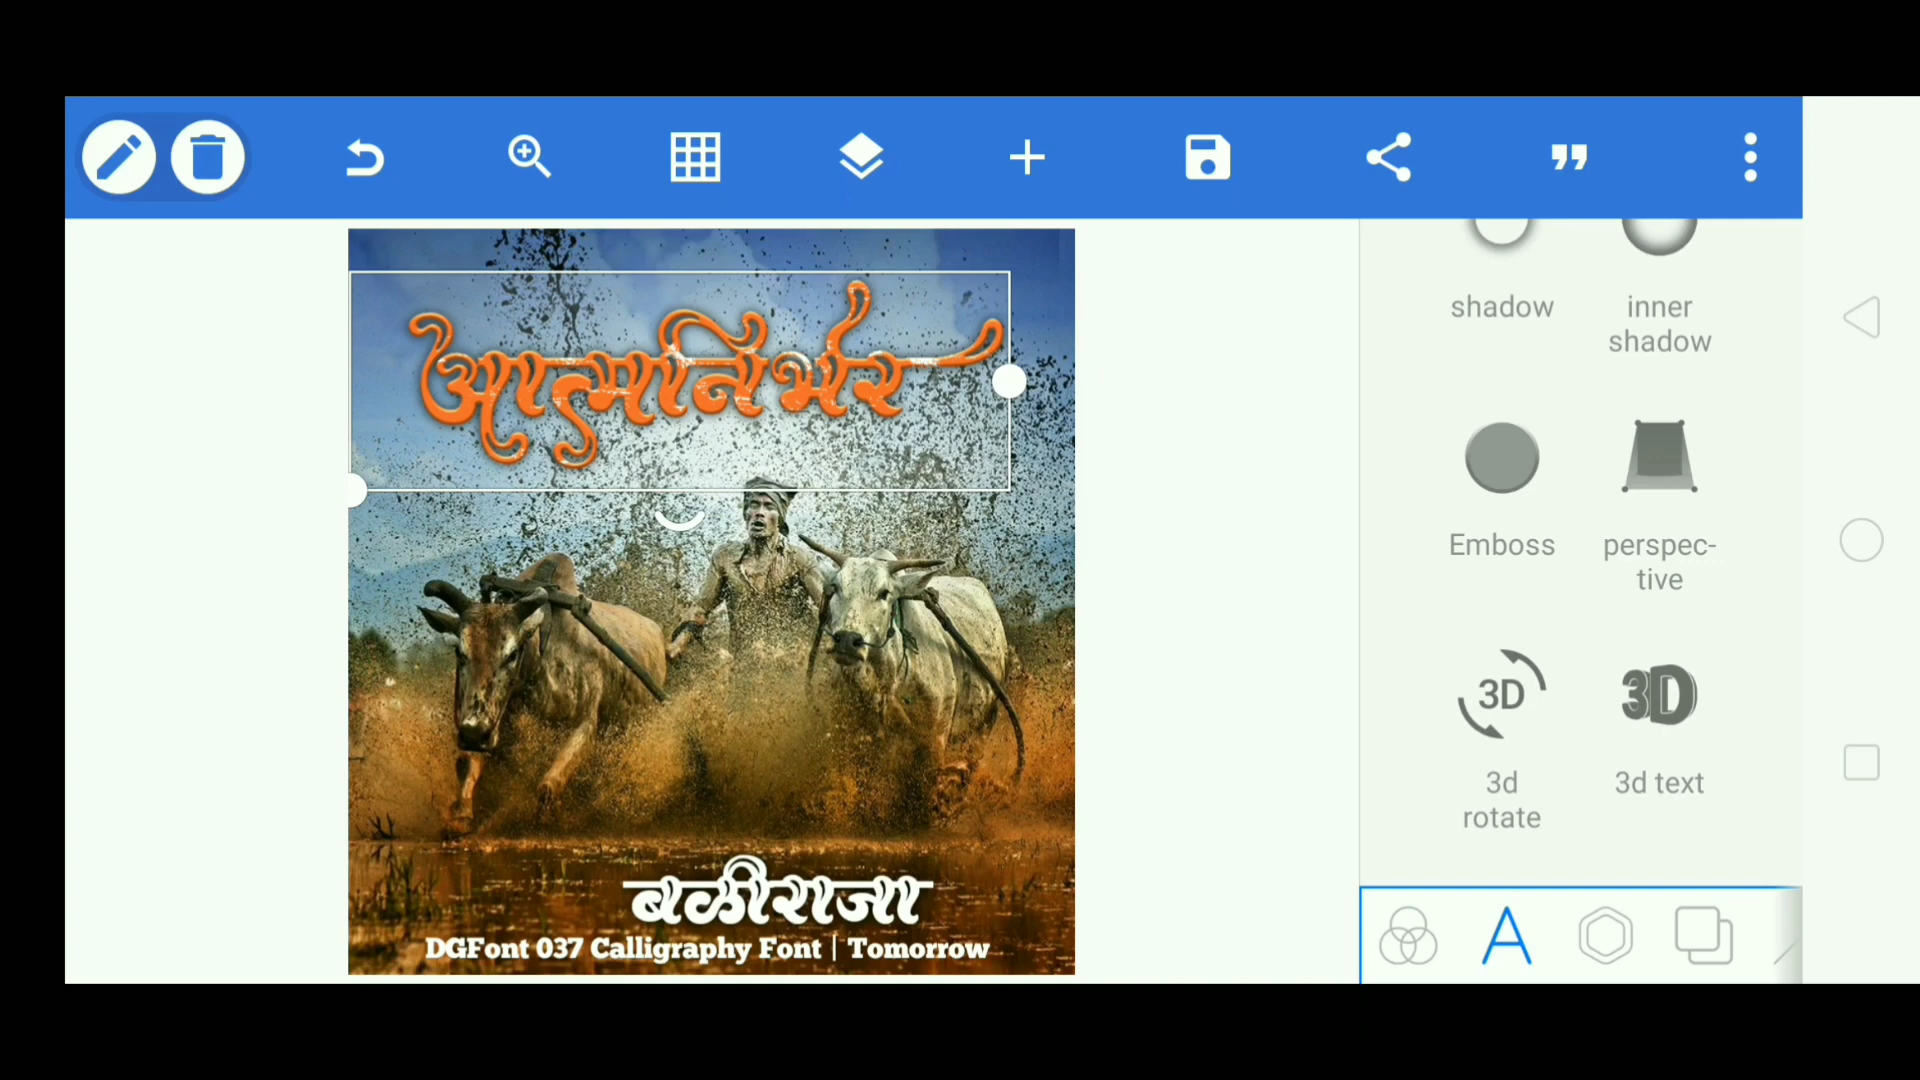 shadow
inner
shadow
आत्मनिर्भर
Emboss
perspec-
tive
3D
3D
3d
rotate
3d text
बळीराजा
DGFont 037 Calligraphy Font | Tomorrow
A